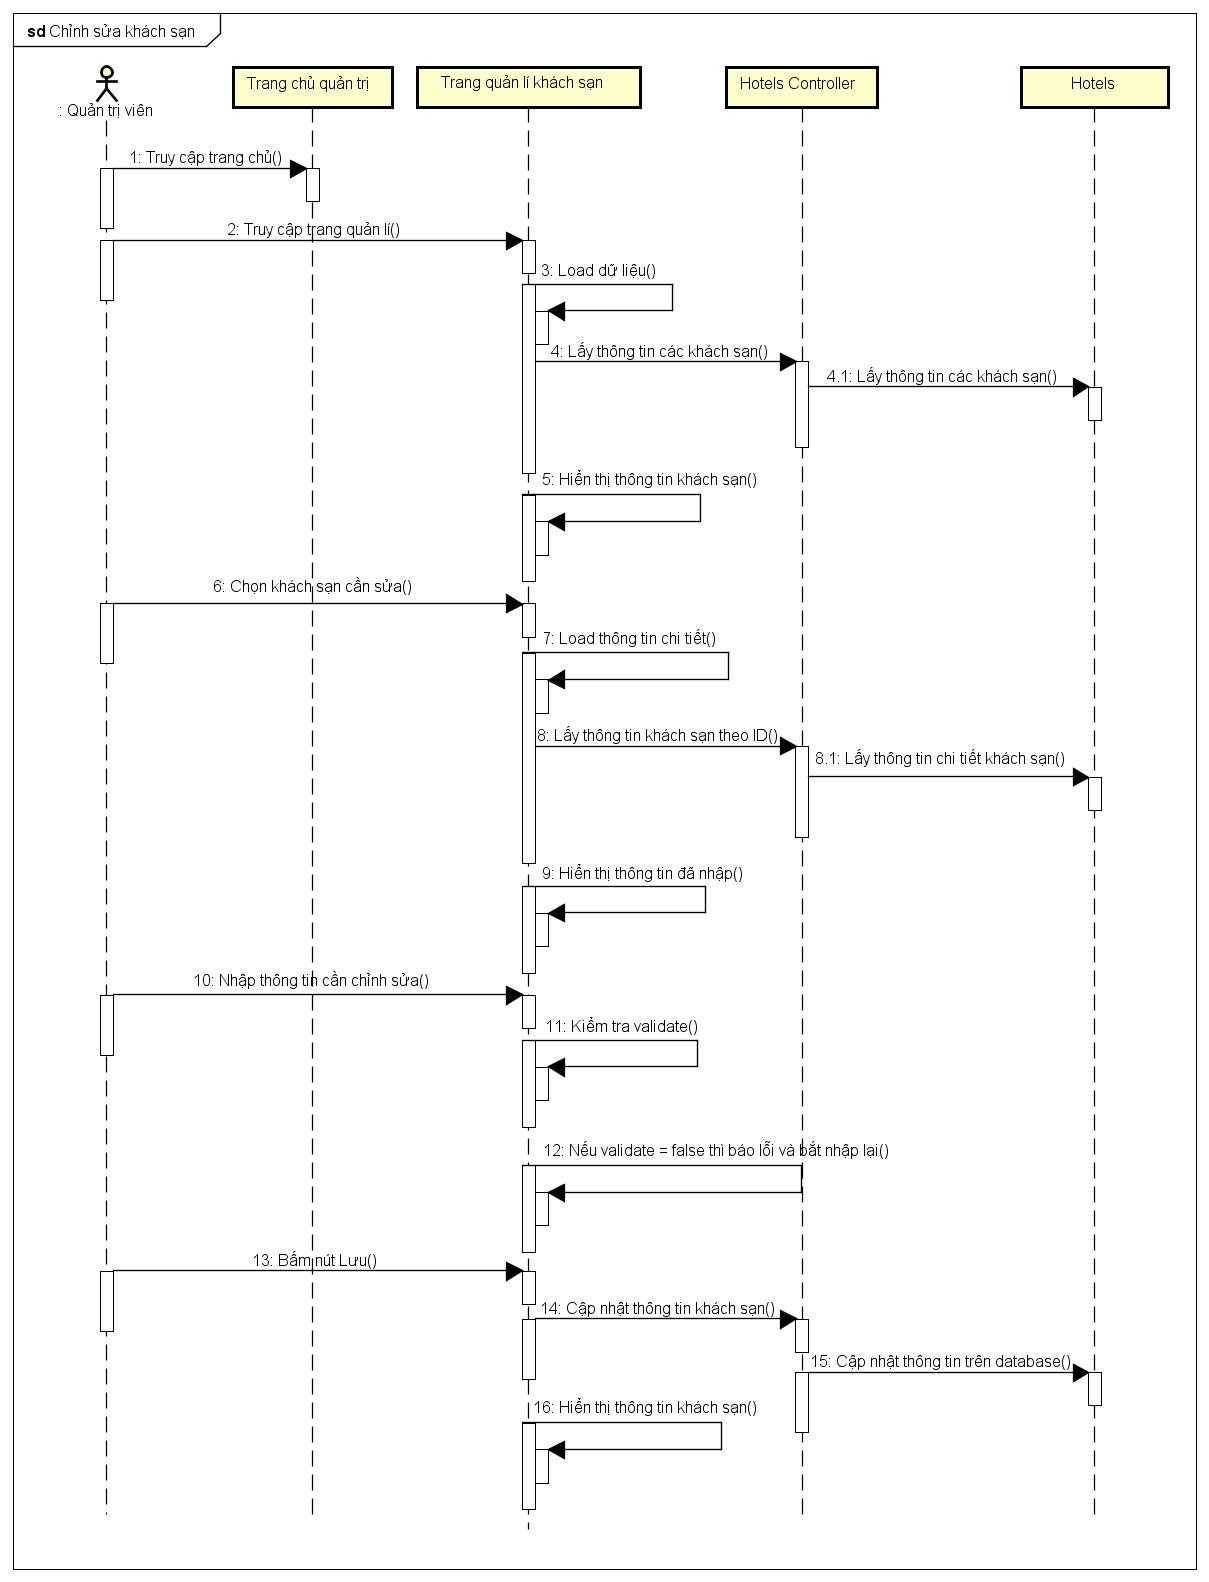 sd Chỉnh sửa khách sạn
: Quản trị viên
Trang chủ quản trị
Trang quản lí khách sạn
Hotels Controller
Hotels
1: Truy cập trang chủ()
2: Truy cập trang quản lí()
3: Load dữ liệu()
4: Lấy thông tin các khách sạn()
4.1: Lấy thông tin các khách sạn()
5: Hiển thị thông tin khách sạn()
6: Chọn khách sạn cần sửa()
7: Load thông tin chi tiết()
8: Lấy thông tin khách sạn theo ID()
8.1: Lấy thông tin chi tiết khách sạn()
9: Hiển thị thông tin đã nhập()
10: Nhập thông tin cần chỉnh sửa()
11: Kiểm tra validate()
12: Nếu validate = false thì báo lỗi và bắt nhập lại()
13: Bấm nút Lưu()
14: Cập nhật thông tin khách sạn()
15: Cập nhật thông tin trên database()
16: Hiển thị thông tin khách sạn()